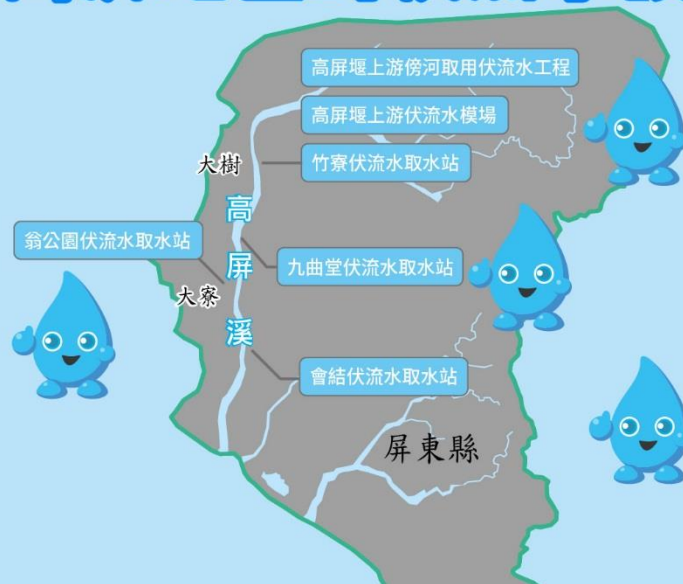 高屏堰上游傍河取用伏流水工程
高屏堰上游伏流水模場
大樹
竹寮伏流水取水站
高屏溪
翁公園伏流水取水站
九曲堂伏流水取水站
大寮
會結伏流水取水站
屏東縣